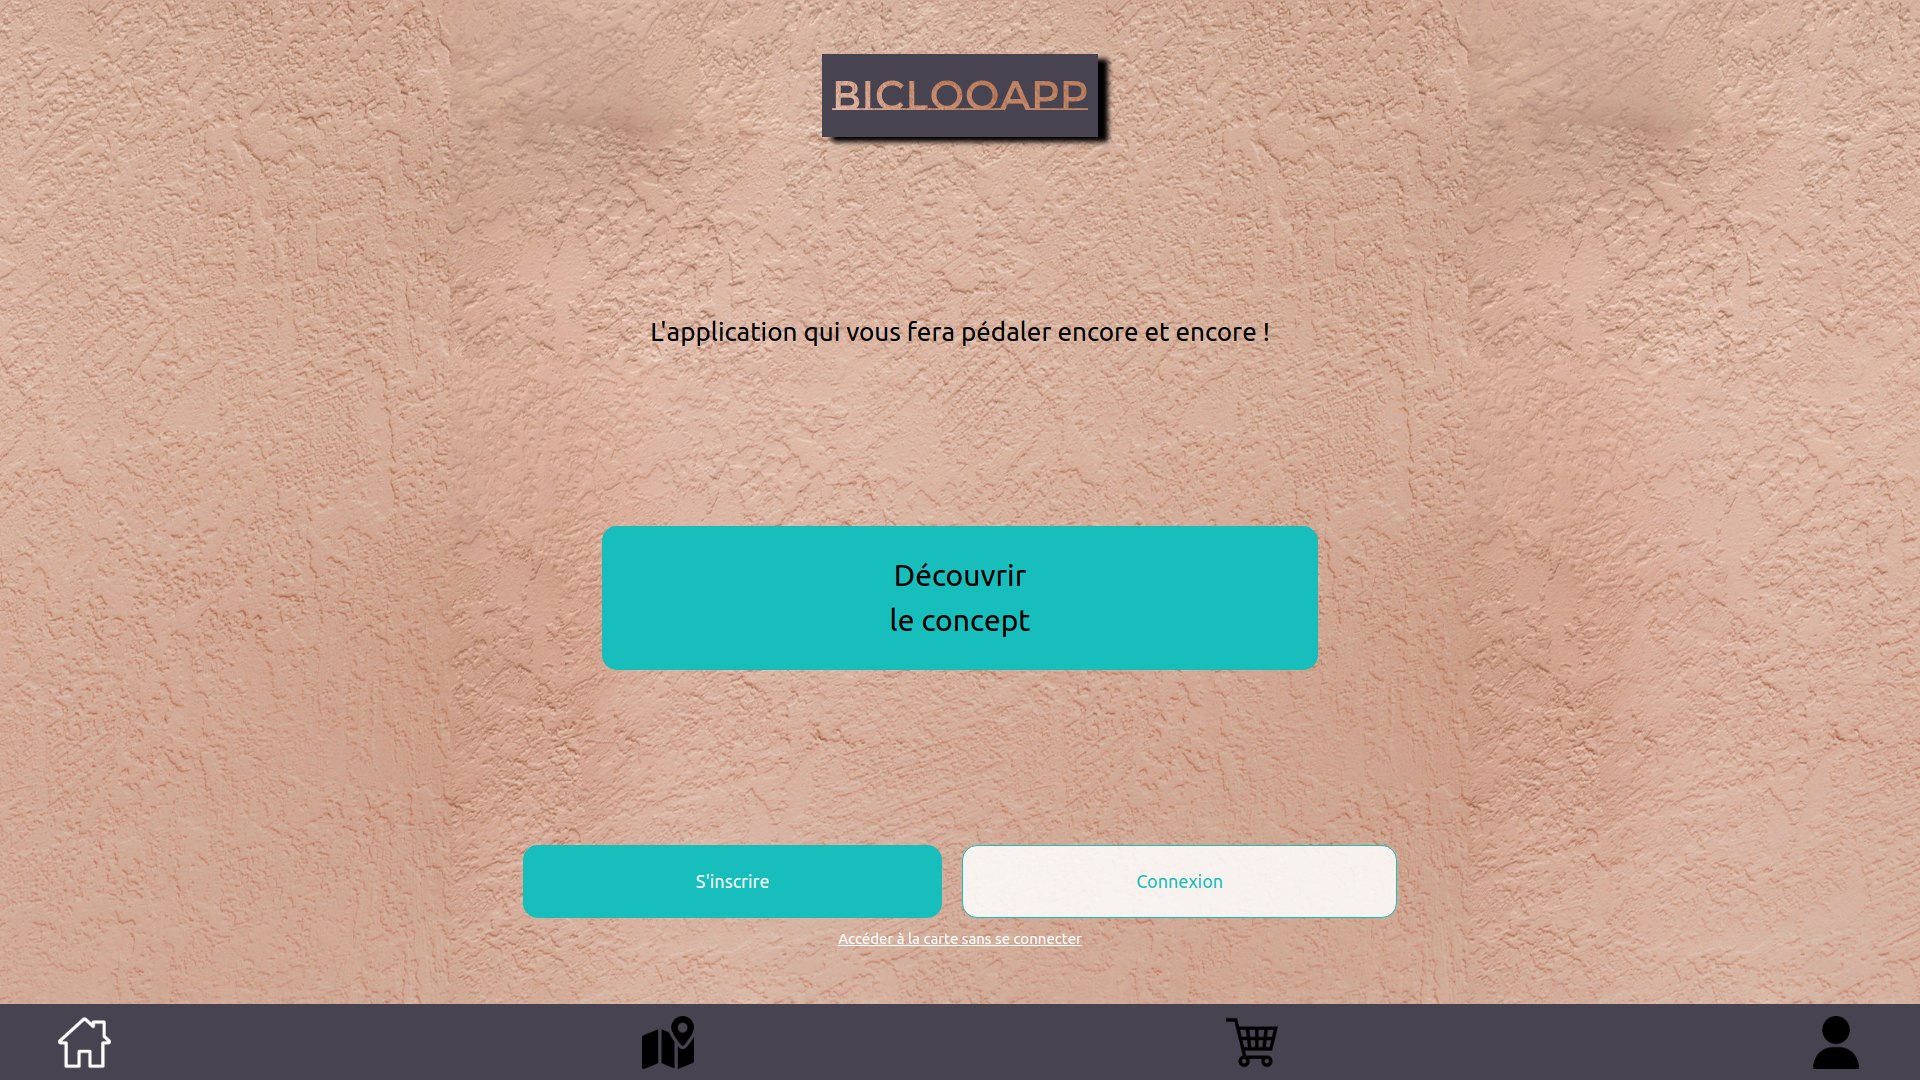 BICLOOAPP
L'application qui vous fera pédaler encore et encore !
Découvrir
le concept
S'inscrire
Connexion
Accéder à la carte sans se connecter